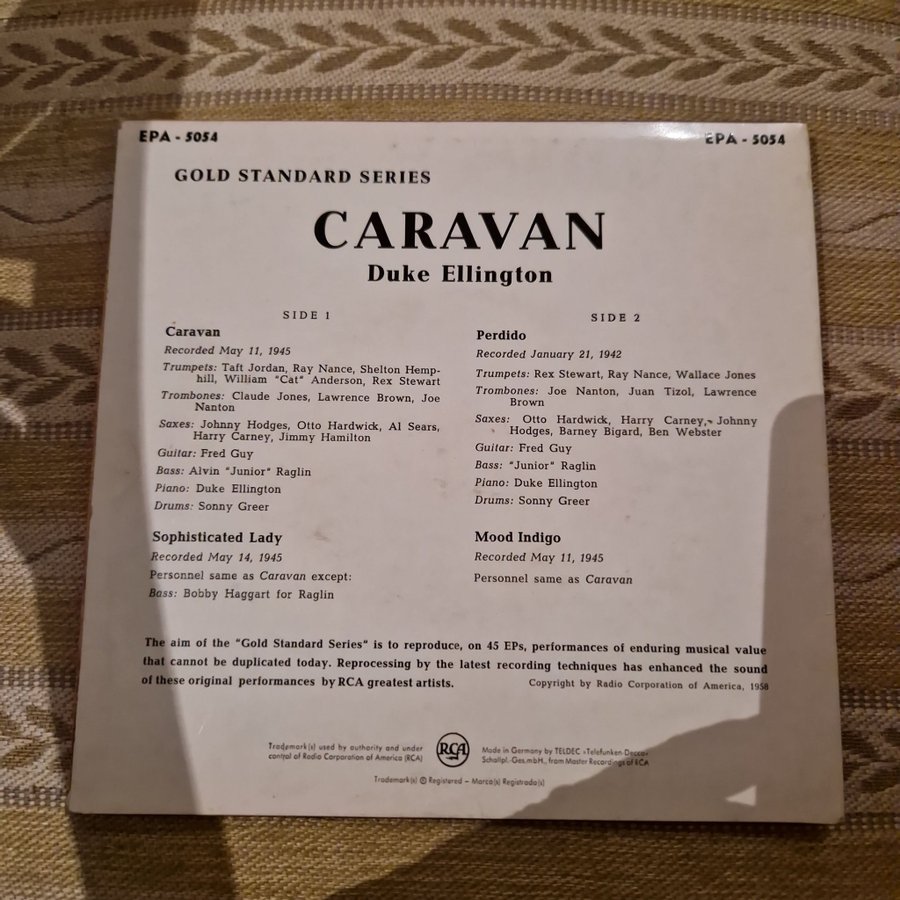 EPA - 5054
EPA - 5054
GOLD STANDARD SERIES
CARAVAN
Duke Ellington
SIDE 1
Caravan
Recorded May 11, 1945
Trumpets: Taft Jordan, Ray Nance, Shelton Hemp-
hill, William "Cat" Anderson, Rex Stewart
Trombones: Claude Jones, Lawrence Brown, Joe
Nanton
Saxes: Johnny Hodges, Otto Hardwick, Al Sears,
Harry Carney, Jimmy Hamilton
Guitar: Fred Guy
Bass: Alvin "Junior" Raglin
Piano: Duke Ellington
Drums: Sonny Greer
Sophisticated Lady
Recorded May 14, 1945
Personnel same as Caravan except:
Bass: Bobby Haggart for Raglin
SIDE 2
Perdido
Recorded January 21, 1942
Trumpets: Rex Stewart, Ray Nance, Wallace Jones
Trombones: Joe Nanton, Juan Tizol, Lawrence
Brown
Saxes: Otto Hardwick, Harry Carney, Johnny
Hodges, Barney Bigard, Ben Webster
Guitar: Fred Guy
Bass: "Junior" Raglin
Piano: Duke Ellington
Drums: Sonny Greer
Mood Indigo
Recorded May 11, 1945
Personnel same as Caravan
The aim of the "Gold Standard Series" is to reproduce, on 45 EPs, performances of enduring musical value
that cannot be duplicated today. Reprocessing by the latest recording techniques has enhanced the sound
of these original performances by RCA greatest artists.
Copyright by Radio Corporation of America, 1958
Trademark(s) used by authority and under
control of Radio Corporation of America (RCA)
RCA
Made in Germany by TELDEC »Telefunken Decca«
Schallpl.-Ges.mbH., from Master Recordings of RCA
Trademark(s) ® Registered – Marca(s) Registrada(s)